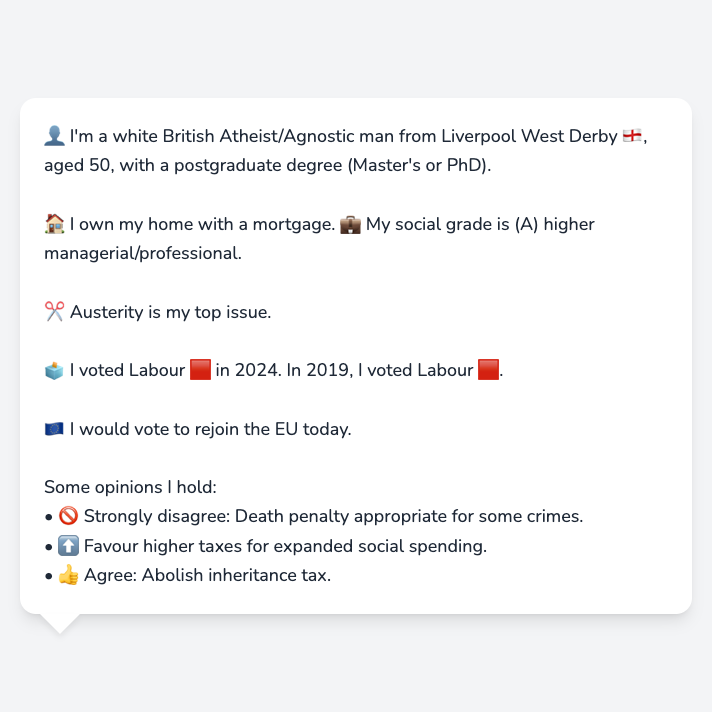 👤 I'm a white British Atheist/Agnostic man from Liverpool West Derby 🏴󠁧󠁢󠁥󠁮󠁧󠁿,
aged 50, with a postgraduate degree (Master's or PhD).
🏠 I own my home with a mortgage. 💼 My social grade is (A) higher
managerial/professional.
✂️ Austerity is my top issue.
🗳️ I voted Labour 🟥 in 2024. In 2019, I voted Labour 🟥.
🇪🇺 I would vote to rejoin the EU today.
Some opinions I hold:
• 🚫 Strongly disagree: Death penalty appropriate for some crimes.
• ⬆️ Favour higher taxes for expanded social spending.
• 👍 Agree: Abolish inheritance tax.